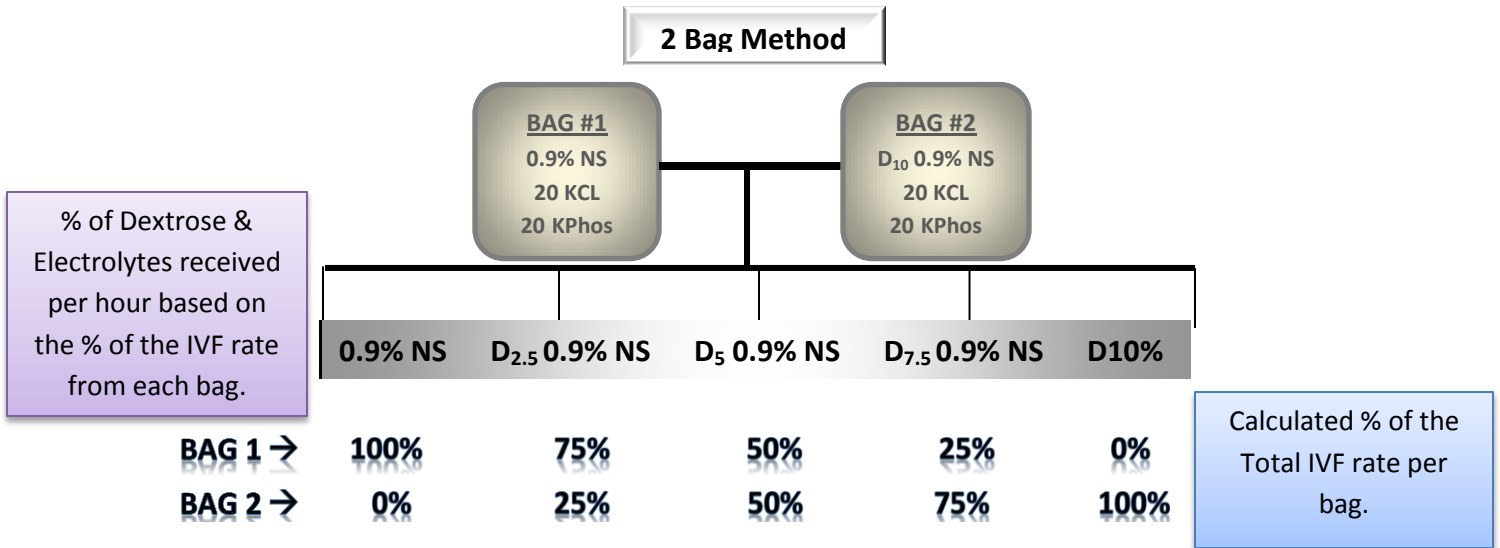 2 Bag Method
BAG #1
0.9% NS
20 KCL
20 KPhos
BAG #2
D₁₀ 0.9% NS
20 KCL
20 KPhos
% of Dextrose &
Electrolytes received
per hour based on
the % of the IVF rate
from each bag.
0.9% NS D₂.₅ 0.9% NS D₅ 0.9% NS D₇.₅ 0.9% NS D10%
BAG 1 → 100% 75% 50% 25% 0%
BAG 2 → 0% 25% 50% 75% 100%
Calculated % of the
Total IVF rate per
bag.